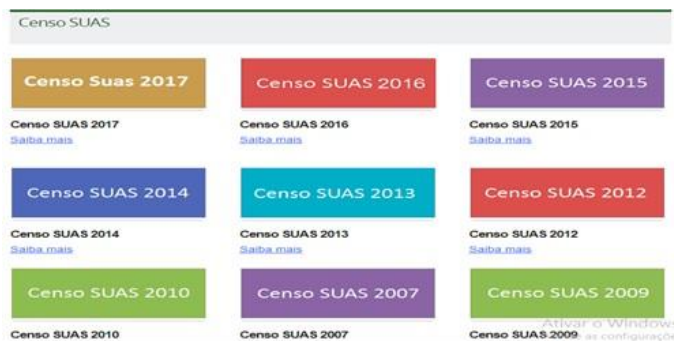 Censo SUAS
Censo Suas 2017
Censo SUAS 2016
Censo SUAS 2015
Censo SUAS 2017
Censo SUAS 2016
Censo SUAS 2015
Saiba mais
Saiba mais
Saiba mais
Censo SUAS 2014
Censo SUAS 2013
Censo SUAS 2012
Censo SUAS 2014
Censo SUAS 2013
Censo SUAS 2012
Saiba mais
Saiba mais
Saiba mais
Censo SUAS 2010
Censo SUAS 2007
Censo SUAS 2009
Ativar o Windows
Censo SUAS 2010
Censo SUAS 2007
Censo SUAS 2009
as configurações